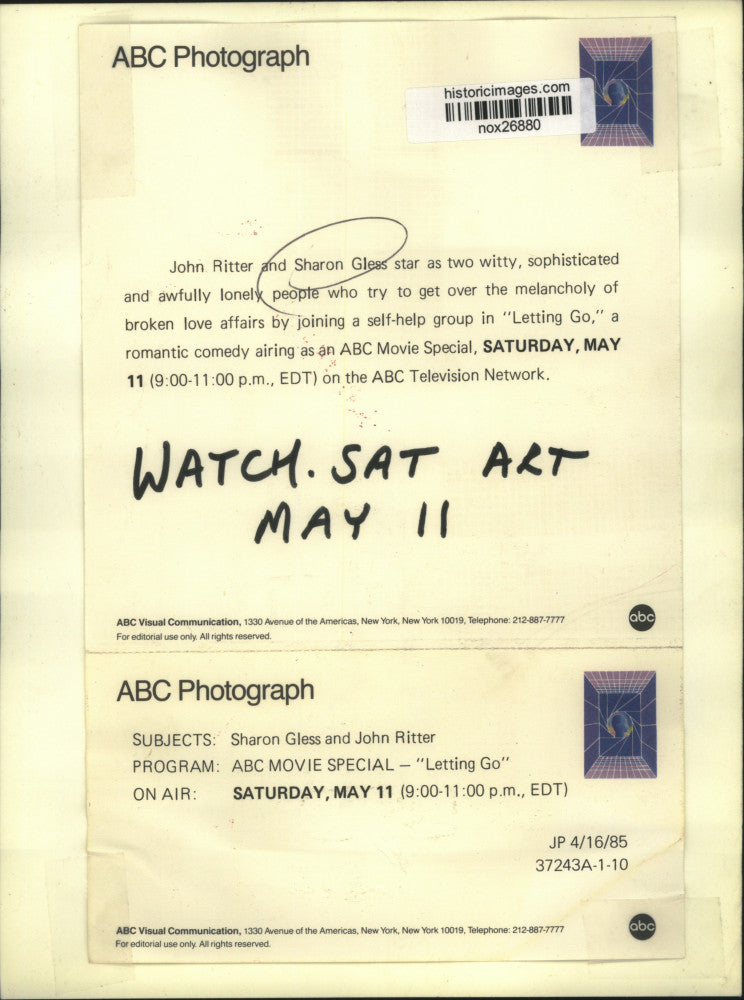 ABC Photograph
historicimages.com
nox26880
John Ritter and Sharon Gless star as two witty, sophisticated
and awfully lonely people who try to get over the melancholy of
broken love affairs by joining a self-help group in "Letting Go," a
romantic comedy airing as an ABC Movie Special, SATURDAY, MAY
11 (9:00-11:00 p.m., EDT) on the ABC Television Network.
WATCH. SAT ART
MAY 11
ABC Visual Communication, 1330 Avenue of the Americas, New York, New York 10019, Telephone: 212-887-7777
For editorial use only. All rights reserved.
abc
ABC Photograph
SUBJECTS: Sharon Gless and John Ritter
PROGRAM: ABC MOVIE SPECIAL — "Letting Go"
ON AIR: SATURDAY, MAY 11 (9:00-11:00 p.m., EDT)
JP 4/16/85
37243A-1-10
ABC Visual Communication, 1330 Avenue of the Americas, New York, New York 10019, Telephone: 212-887-7777
For editorial use only. All rights reserved.
abc